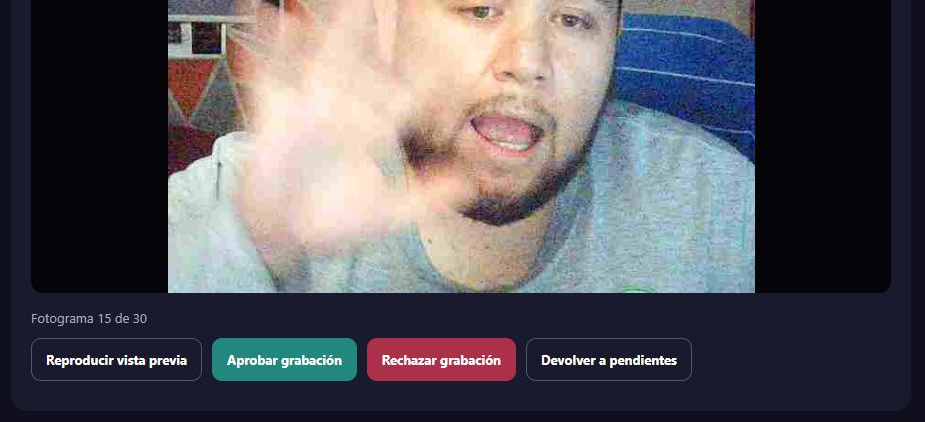 Fotograma 15 de 30
Reproducir vista previa
Aprobar grabación
Rechazar grabación
Devolver a pendientes